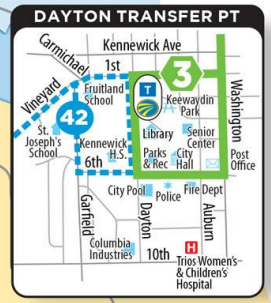 DAYTON TRANSFER PT
Carmichael
Kennewick Ave
1st
3
T
Vineyard
Fruitland
School
Keewaydin
Park
Washington
42
St.
Joseph's
School
Kennewick
H.S.
Library
Senior
Center
Parks
& Rec
City
Hall
Post
Office
6th
City Pool
Police
Fire Dept
Garfield
Dayton
Auburn
Columbia
Industries
10th
H
Trios Women's–
& Children's
Hospital